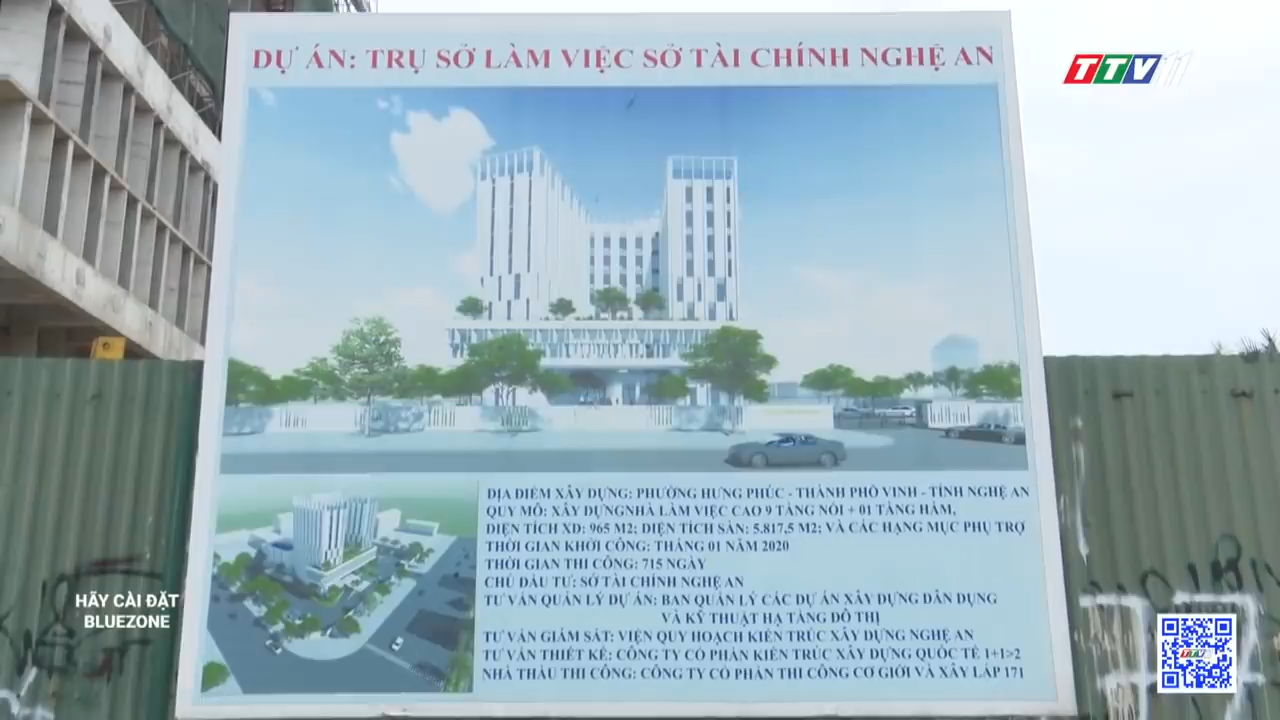 DỰ ÁN: TRỤ SỞ LÀM VIỆC SỞ TÀI CHÍNH NGHỆ AN
TTV11
ĐỊA ĐIỂM XÂY DỰNG: PHƯỜNG HƯNG PHÚC - THÀNH PHỐ VINH - TỈNH NGHỆ AN
QUY MÔ: XÂY DỰNGNHÀ LÀM VIỆC CAO 9 TẦNG NỔI + 01 TẦNG HẦM,
DIỆN TÍCH XD: 965 M2; DIỆN TÍCH SÀN: 5.817,5 M2; VÀ CÁC HẠNG MỤC PHỤ TRỢ
THỜI GIAN KHỞI CÔNG: THÁNG 01 NĂM 2020
THỜI GIAN THI CÔNG: 715 NGÀY
CHỦ ĐẦU TƯ: SỞ TÀI CHÍNH NGHỆ AN
TƯ VẤN QUẢN LÝ DỰ ÁN: BAN QUẢN LÝ CÁC DỰ ÁN XÂY DỰNG DÂN DỤNG
VÀ KỸ THUẬT HẠ TẦNG ĐÔ THỊ
TƯ VẤN GIÁM SÁT: VIỆN QUY HOẠCH KIẾN TRÚC XÂY DỰNG NGHỆ AN
TƯ VẤN THIẾT KẾ: CÔNG TY CỔ PHẦN KIẾN TRÚC XÂY DỰNG QUỐC TẾ 1+1>2
NHÀ THẦU THI CÔNG: CÔNG TY CỔ PHẦN THI CÔNG CƠ GIỚI VÀ XÂY LẮP 171
HÃY CÀI ĐẶT
BLUEZONE
TTV